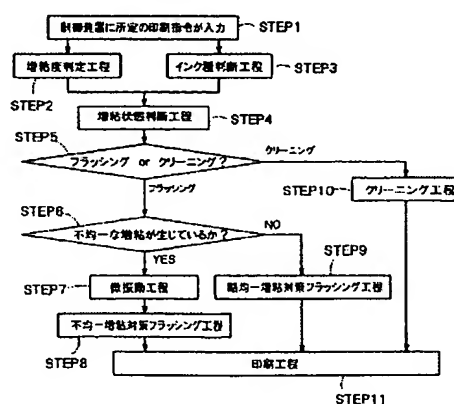 制御装置に所定の印刷指令が入力
STEP1
増粘度判定工程
インク種判断工程
STEP3
STEP2
増粘状態判断工程
STEP4
STEP5
フラッシング or クリーニング?
クリーニング
STEP10
クリーニング工程
フラッシング
STEP6
不均一な増粘が生じているか?
NO
STEP9
YES
STEP7
微振動工程
略均一増粘対策フラッシング工程
不均一増粘対策フラッシング工程
STEP8
印刷工程
STEP11